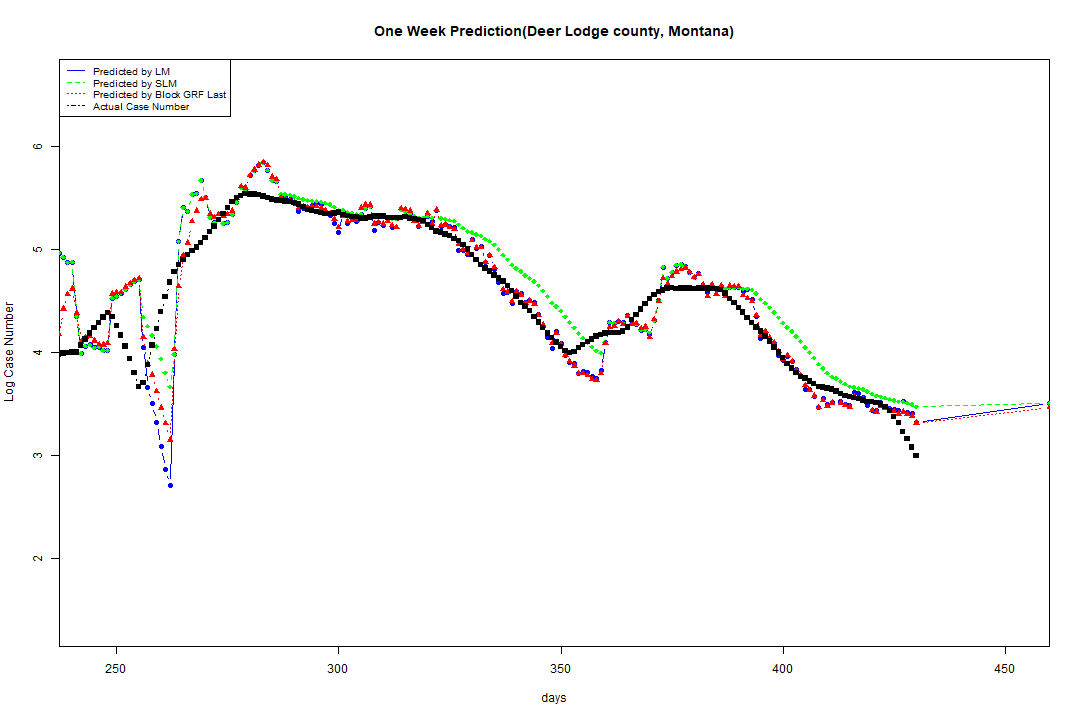 One Week Prediction(Deer Lodge county, Montana)
Predicted by LM
Predicted by SLM
Predicted by Block GRF Last
Actual Case Number
Log Case Number
6
5
4
3
2
250
300
350
400
450
days